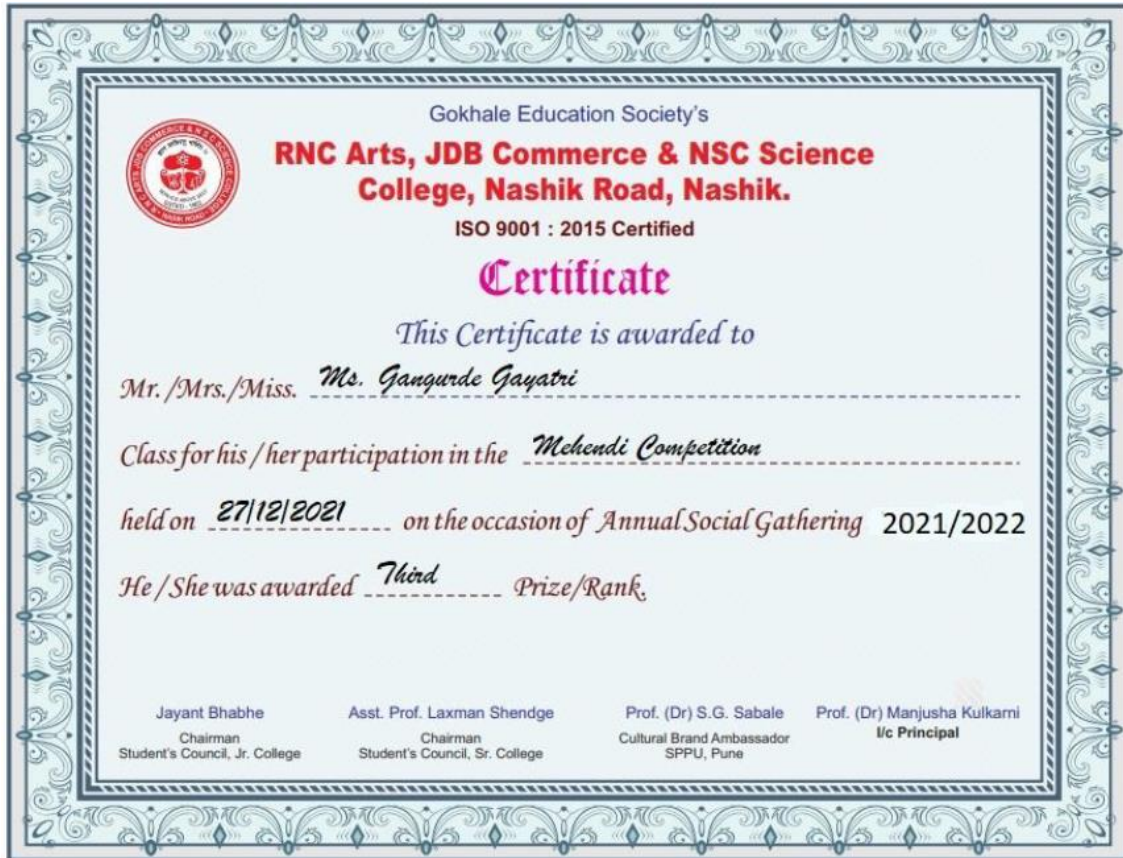 Gokhale Education Society's
RNC Arts, JDB Commerce & NSC Science
College, Nashik Road, Nashik.
ISO 9001 : 2015 Certified
Certificate
This Certificate is awarded to
Mr./Mrs./Miss. Ms. Gangurde Gayatri
Class for his / her participation in the Mehendi Competition
held on 27/12/2021 on the occasion of Annual Social Gathering 2021/2022
He / She was awarded Third Prize/Rank.
Jayant Bhabhe
Chairman
Student's Council, Jr. College
Asst. Prof. Laxman Shendge
Chairman
Student's Council, Sr. College
Prof. (Dr) S.G. Sabale
Cultural Brand Ambassador
SPPU, Pune
Prof. (Dr) Manjusha Kulkarni
I/c Principal